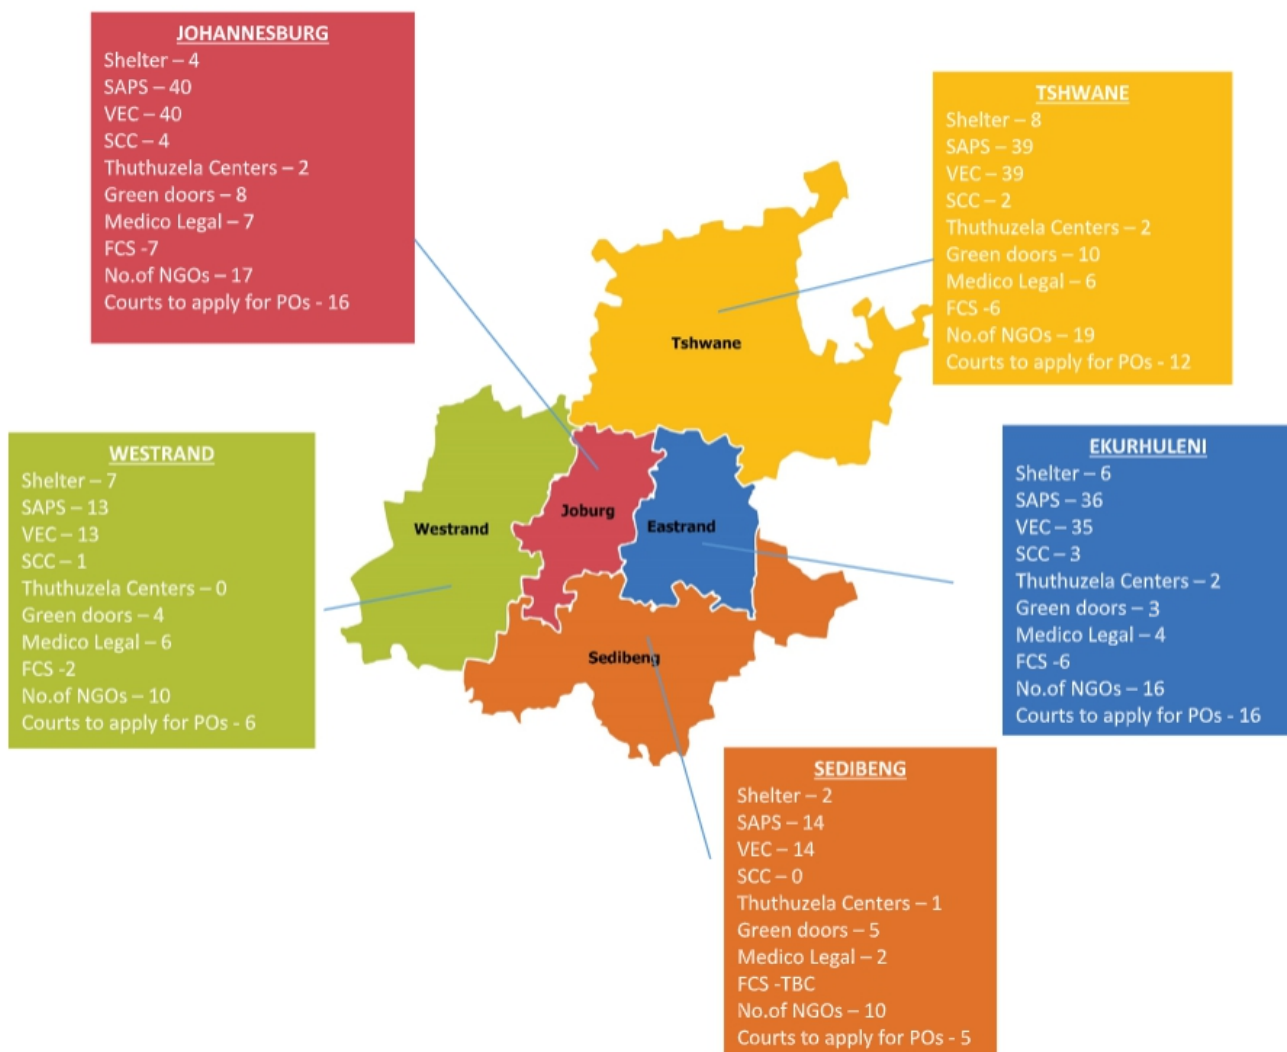 JOHANNESBURG
Shelter – 4
SAPS – 40
VEC – 40
SCC – 4
Thuthuzela Centers – 2
Green doors – 8
Medico Legal – 7
FCS -7
No.of NGOs – 17
Courts to apply for POs - 16
TSHWANE
Shelter – 8
SAPS – 39
VEC – 39
SCC – 2
Thuthuzela Centers – 2
Green doors – 10
Medico Legal – 6
FCS -6
No.of NGOs – 19
Courts to apply for POs - 12
Tshwane
WESTRAND
Shelter – 7
SAPS – 13
VEC – 13
SCC – 1
Thuthuzela Centers – 0
Green doors – 4
Medico Legal – 6
FCS -2
No.of NGOs – 10
Courts to apply for POs - 6
Westrand
Joburg
Eastrand
Sedibeng
EKURHULENI
Shelter – 6
SAPS – 36
VEC – 35
SCC – 3
Thuthuzela Centers – 2
Green doors – 3
Medico Legal – 4
FCS -6
No.of NGOs – 16
Courts to apply for POs - 16
SEDIBENG
Shelter – 2
SAPS – 14
VEC – 14
SCC – 0
Thuthuzela Centers – 1
Green doors – 5
Medico Legal – 2
FCS -TBC
No.of NGOs – 10
Courts to apply for POs - 5